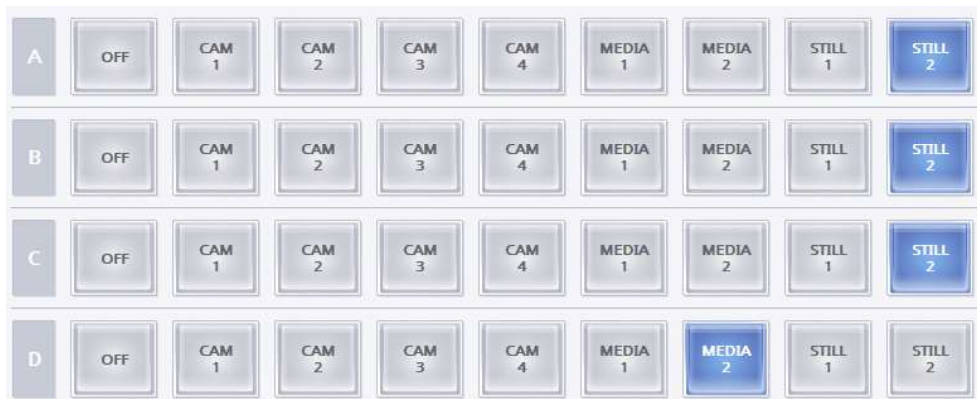 A OFF CAM 1 CAM 2 CAM 3 CAM 4 MEDIA 1 MEDIA 2 STILL 1 STILL 2
B OFF CAM 1 CAM 2 CAM 3 CAM 4 MEDIA 1 MEDIA 2 STILL 1 STILL 2
C OFF CAM 1 CAM 2 CAM 3 CAM 4 MEDIA 1 MEDIA 2 STILL 1 STILL 2
D OFF CAM 1 CAM 2 CAM 3 CAM 4 MEDIA 1 MEDIA 2 STILL 1 STILL 2